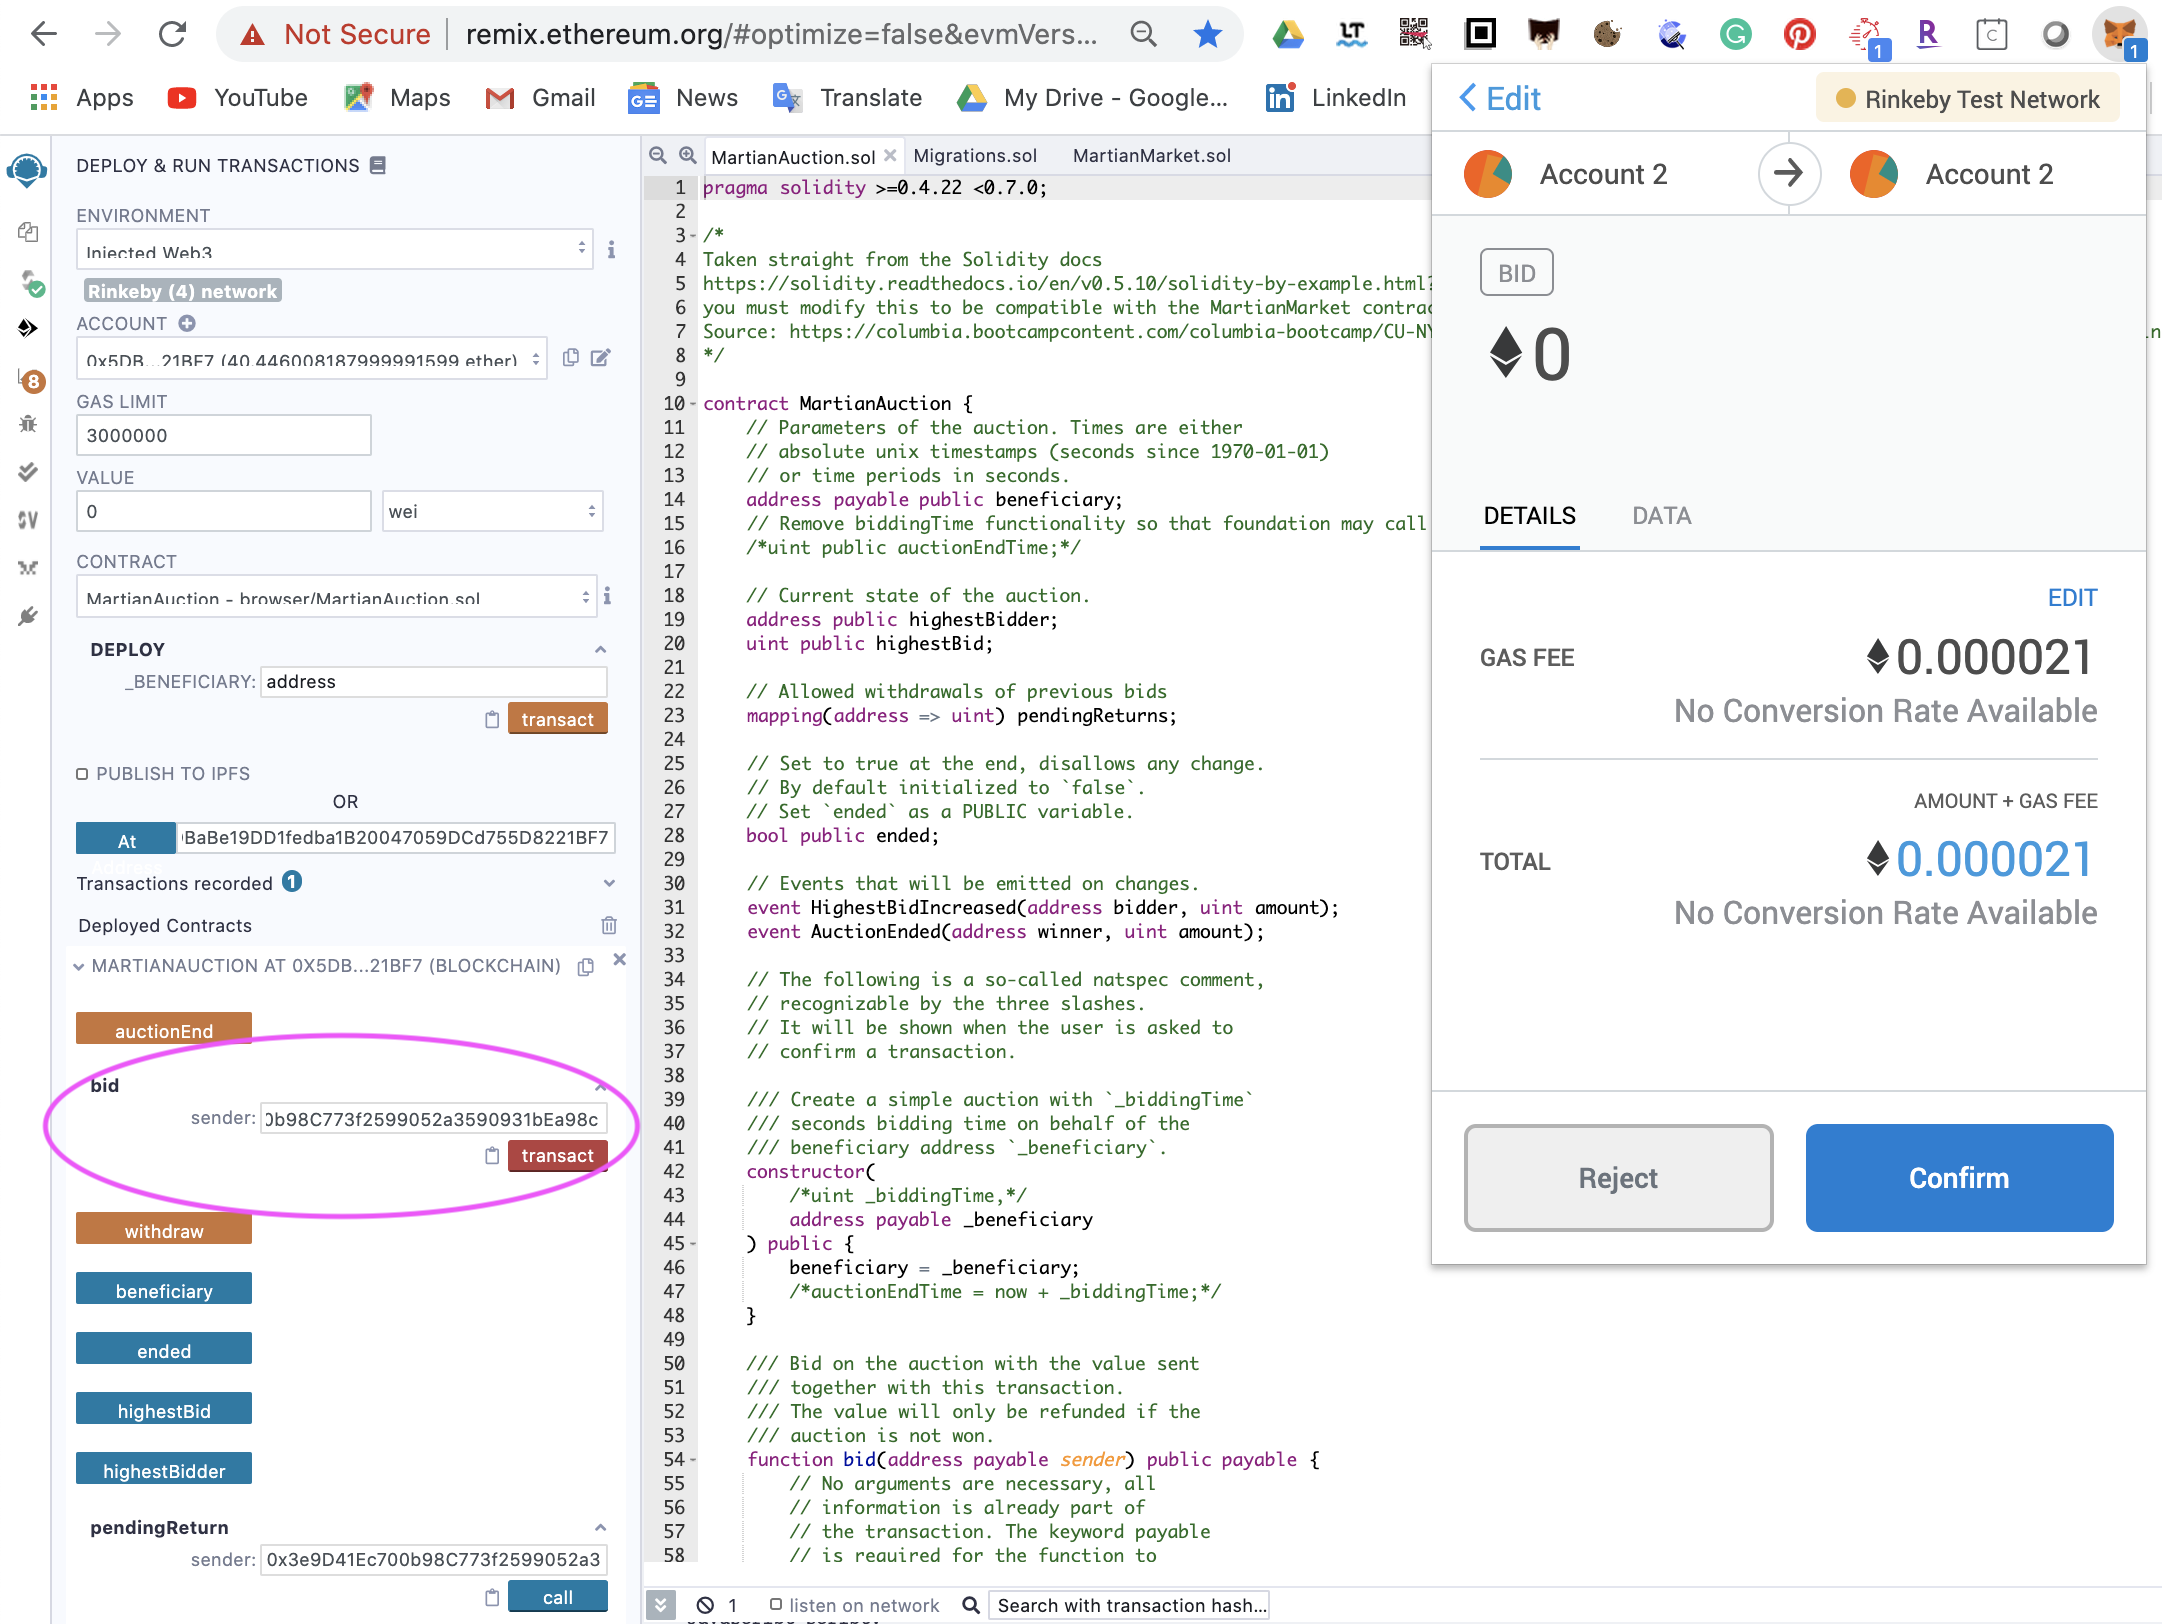 Not Secure
remix.ethereum.org/#optimize=false&evmVers...
1
1
Apps
YouTube
Maps
Gmail
News
Translate
My Drive - Google...
LinkedIn
DEPLOY & RUN TRANSACTIONS
ENVIRONMENT
Injected Web3
Rinkeby (4) network
ACCOUNT
0x5DB...21BF7 (40.446008187999991599 ether)
8
GAS LIMIT
3000000
VALUE
0
wei
CONTRACT
MartianAuction - browser/MartianAuction.sol
DEPLOY
_BENEFICIARY: address
transact
PUBLISH TO IPFS
OR
At
BaBe19DD1fedba1B20047059DCd755D8221BF7
Transactions recorded 1
Deployed Contracts
MARTIANAUCTION AT 0X5DB...21BF7 (BLOCKCHAIN)
auctionEnd
bid
sender: 0b98C773f2599052a3590931bEa98c
transact
withdraw
beneficiary
ended
highestBid
highestBidder
pendingReturn
sender: 0x3e9D41Ec700b98C773f2599052a3
call
MartianAuction.sol
Migrations.sol
MartianMarket.sol
1 pragma solidity >=0.4.22 <0.7.0;
2
3 /*
4 Taken straight from the Solidity docs
5 https://solidity.readthedocs.io/en/v0.5.10/solidity-by-example.html?
6 you must modify this to be compatible with the MartianMarket contrac
7 Source: https://columbia.bootcampcontent.com/columbia-bootcamp/CU-NY
8 */
9
10 contract MartianAuction {
11 // Parameters of the auction. Times are either
12 // absolute unix timestamps (seconds since 1970-01-01)
13 // or time periods in seconds.
14 address payable public beneficiary;
15 // Remove biddingTime functionality so that foundation may call
16 /*uint public auctionEndTime;*/
17
18 // Current state of the auction.
19 address public highestBidder;
20 uint public highestBid;
21
22 // Allowed withdrawals of previous bids
23 mapping(address => uint) pendingReturns;
24
25 // Set to true at the end, disallows any change.
26 // By default initialized to `false`.
27 // Set `ended` as a PUBLIC variable.
28 bool public ended;
29
30 // Events that will be emitted on changes.
31 event HighestBidIncreased(address bidder, uint amount);
32 event AuctionEnded(address winner, uint amount);
33
34 // The following is a so-called natspec comment,
35 // recognizable by the three slashes.
36 // It will be shown when the user is asked to
37 // confirm a transaction.
38
39 /// Create a simple auction with `_biddingTime`
40 /// seconds bidding time on behalf of the
41 /// beneficiary address `_beneficiary`.
42 constructor(
43 /*uint _biddingTime,*/
44 address payable _beneficiary
45 ) public {
46 beneficiary = _beneficiary;
47 /*auctionEndTime = now + _biddingTime;*/
48 }
49
50 /// Bid on the auction with the value sent
51 /// together with this transaction.
52 /// The value will only be refunded if the
53 /// auction is not won.
54 function bid(address payable sender) public payable {
55 // No arguments are necessary, all
56 // information is already part of
57 // the transaction. The keyword payable
58 // is required for the function to
1
listen on network
Search with transaction hash...
Edit
Rinkeby Test Network
Account 2
Account 2
BID
0
DETAILS
DATA
EDIT
GAS FEE
0.000021
No Conversion Rate Available
AMOUNT + GAS FEE
TOTAL
0.000021
No Conversion Rate Available
Reject
Confirm
in